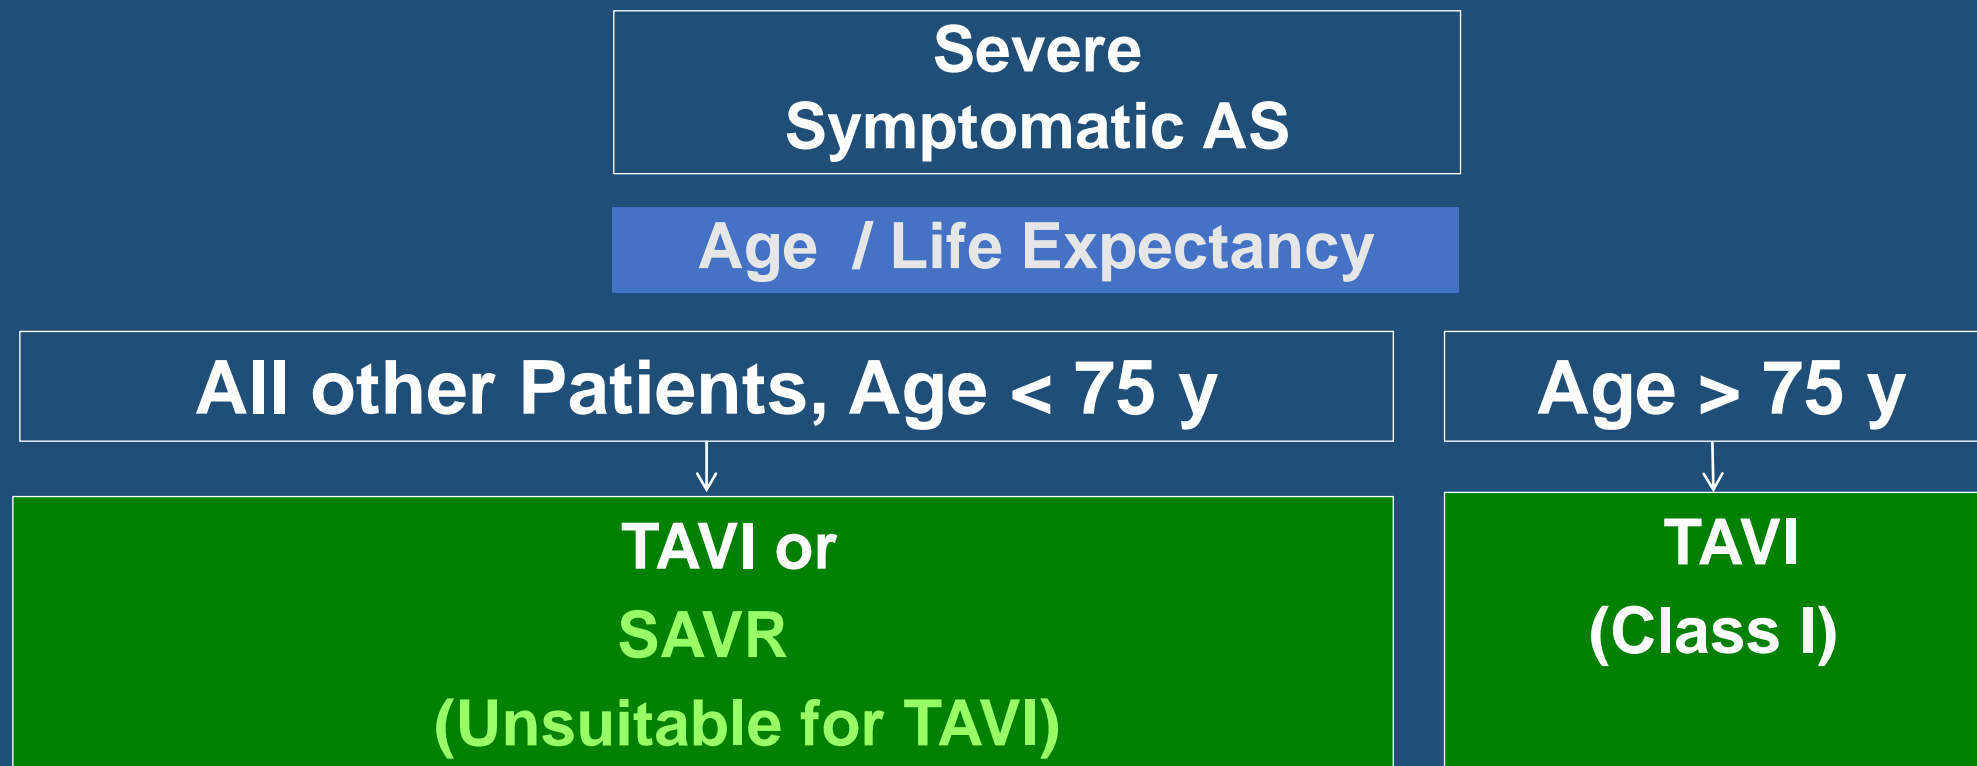 Severe
Symptomatic AS
Age / Life Expectancy
All other Patients, Age < 75 y
Age > 75 y
TAVI or
SAVR
(Unsuitable for TAVI)
TAVI
(Class I)